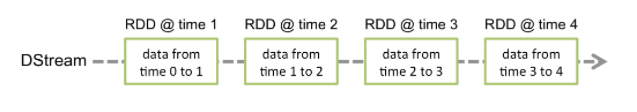 RDD @ time 1 RDD @ time 2 RDD @ time 3 RDD @ time 4
DStream
data from
time 0 to 1
data from
time 1 to 2
data from
time 2 to 3
data from
time 3 to 4